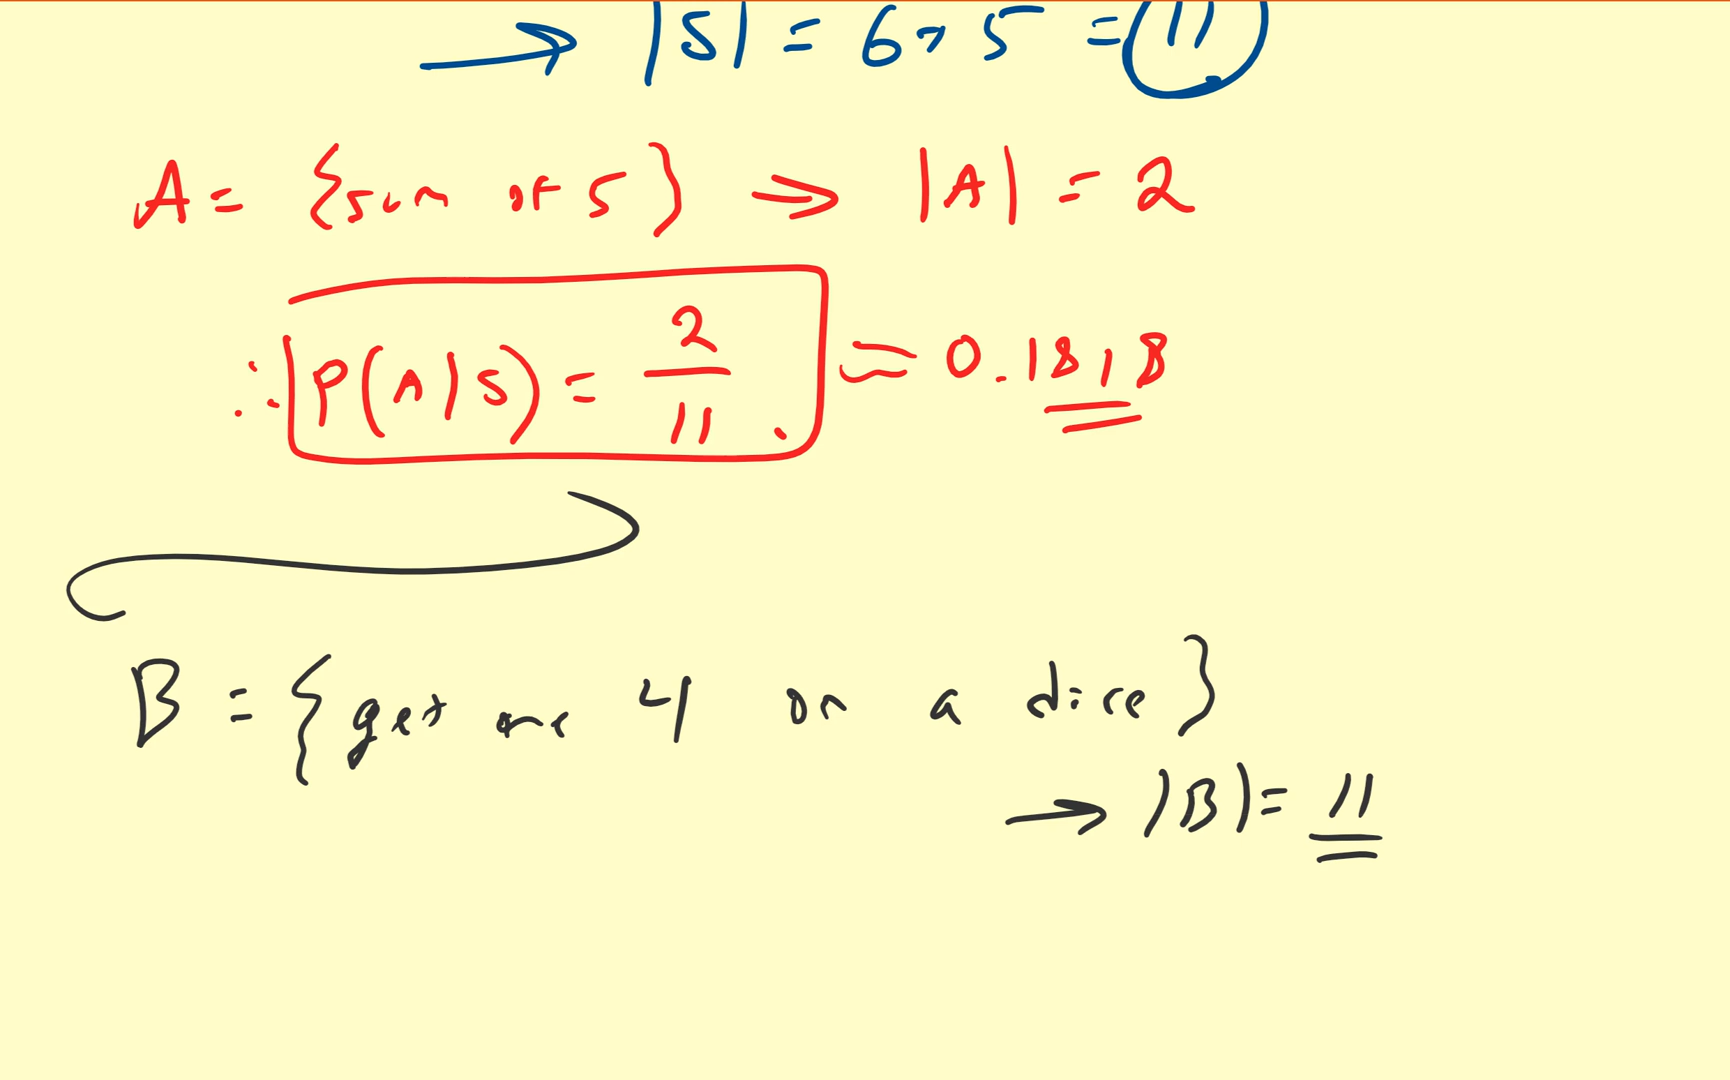 → |S| = 6+5 = 11
A = {sum of 5} → |A| = 2
∴ P(A|S) = 2/11. ≈ 0.1818
B = {get one 4 on a dice}
→ |B| = 11